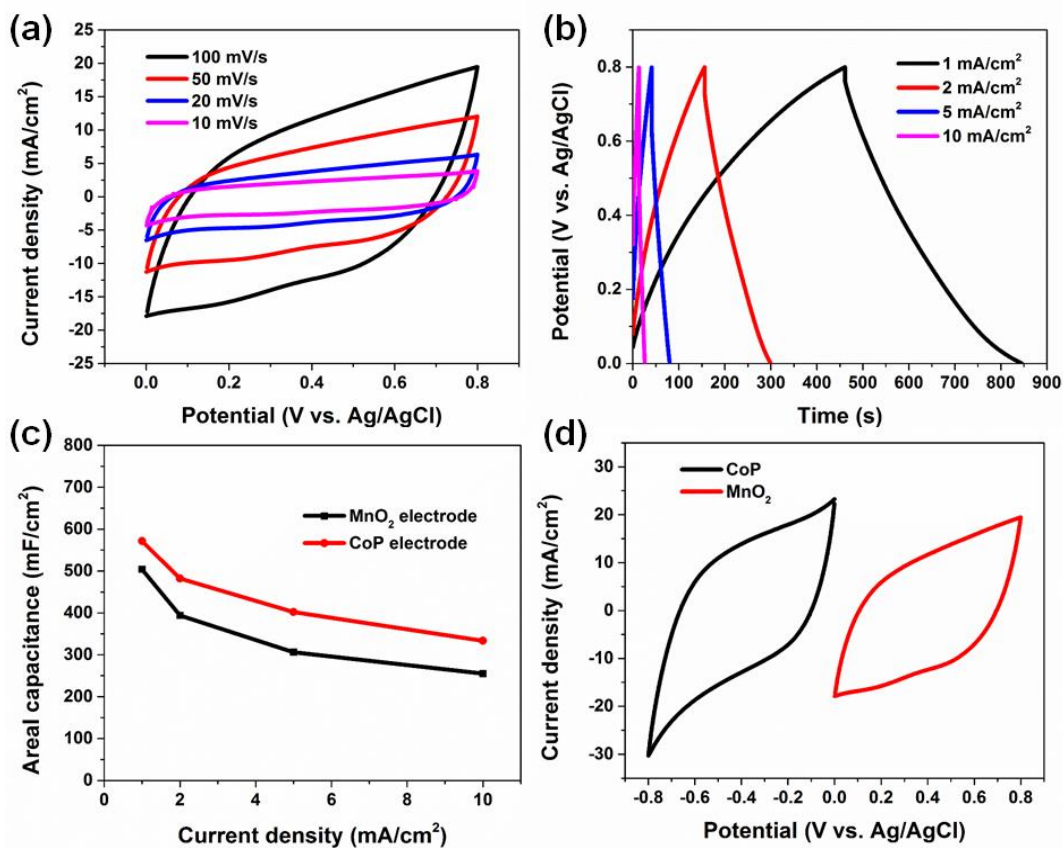 (a)
100 mV/s
50 mV/s
20 mV/s
10 mV/s
25
20
15
10
5
0
-5
-10
-15
-20
-25
Current density (mA/cm²)
0.0 0.2 0.4 0.6 0.8
Potential (V vs. Ag/AgCl)
(b)
1 mA/cm²
2 mA/cm²
5 mA/cm²
10 mA/cm²
0.8
0.8
0.4
0.2
0.0
Potential (V vs. Ag/AgCl)
0 100 200 300 400 500 600 700 800 900
Time (s)
(c)
MnO₂ electrode
CoP electrode
800
700
600
500
400
300
200
100
0
Areal capacitance (mF/cm²)
0 2 4 6 8 10
Current density (mA/cm²)
(d)
CoP
MnO₂
30
20
10
0
-10
-20
-30
Current density (mA/cm²)
-0.8 -0.6 -0.4 -0.2 0.0 0.2 0.4 0.6 0.8
Potential (V vs. Ag/AgCl)